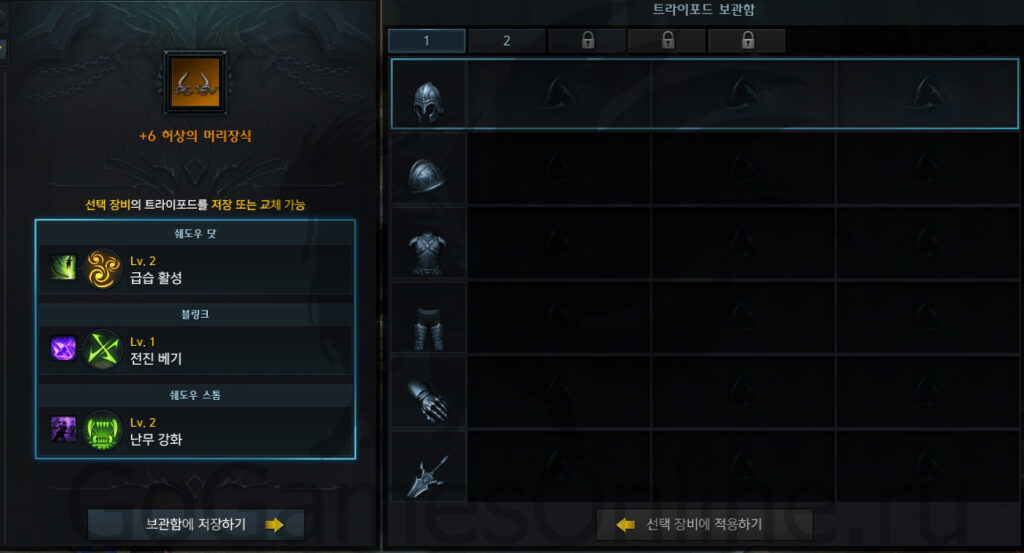 트라이포드 보관함
1
2
+6 허상의 머리장식
선택 장비의 트라이포드를 저장 또는 교체 가능
쉐도우 닷
Lv. 2
급습 활성
블링크
Lv. 1
전진 베기
쉐도우 스톰
Lv. 2
난무 강화
보관함에 저장하기
선택 장비에 적용하기
GoGamesOnline.ru